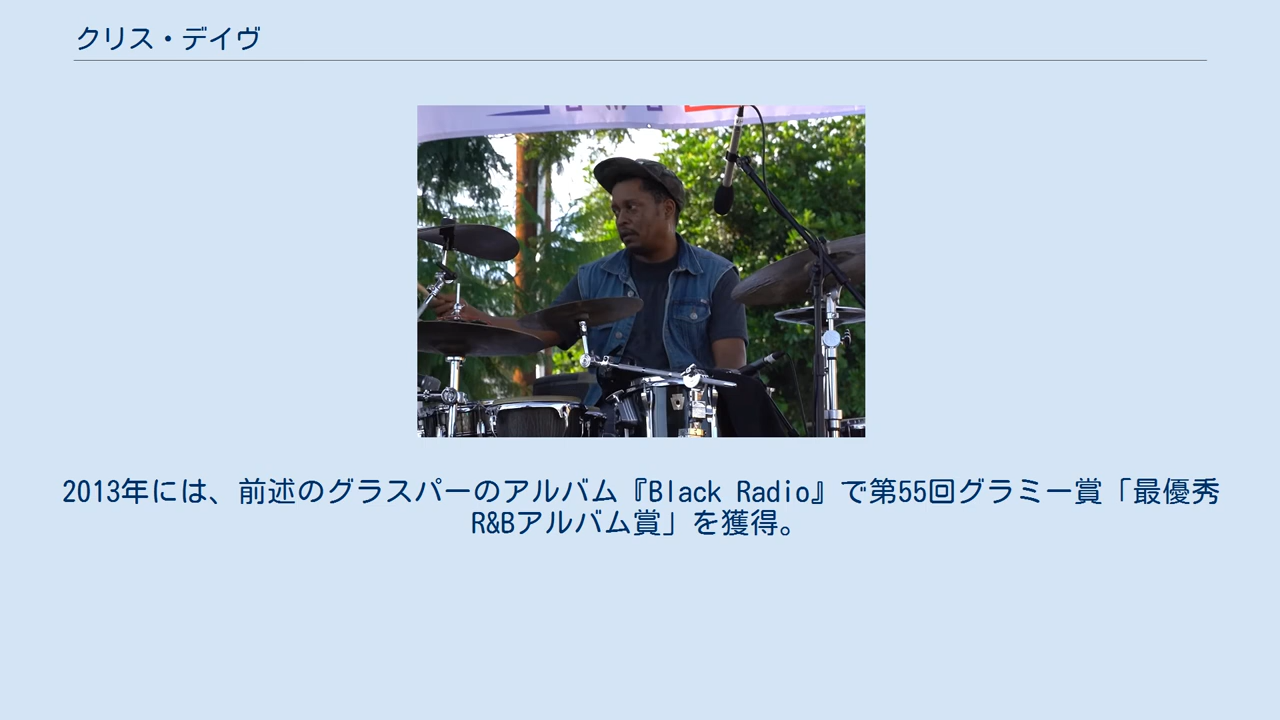 クリス・デイヴ
2013年には、前述のグラスパーのアルバム『Black Radio』で第55回グラミー賞「最優秀
R&Bアルバム賞」を獲得。